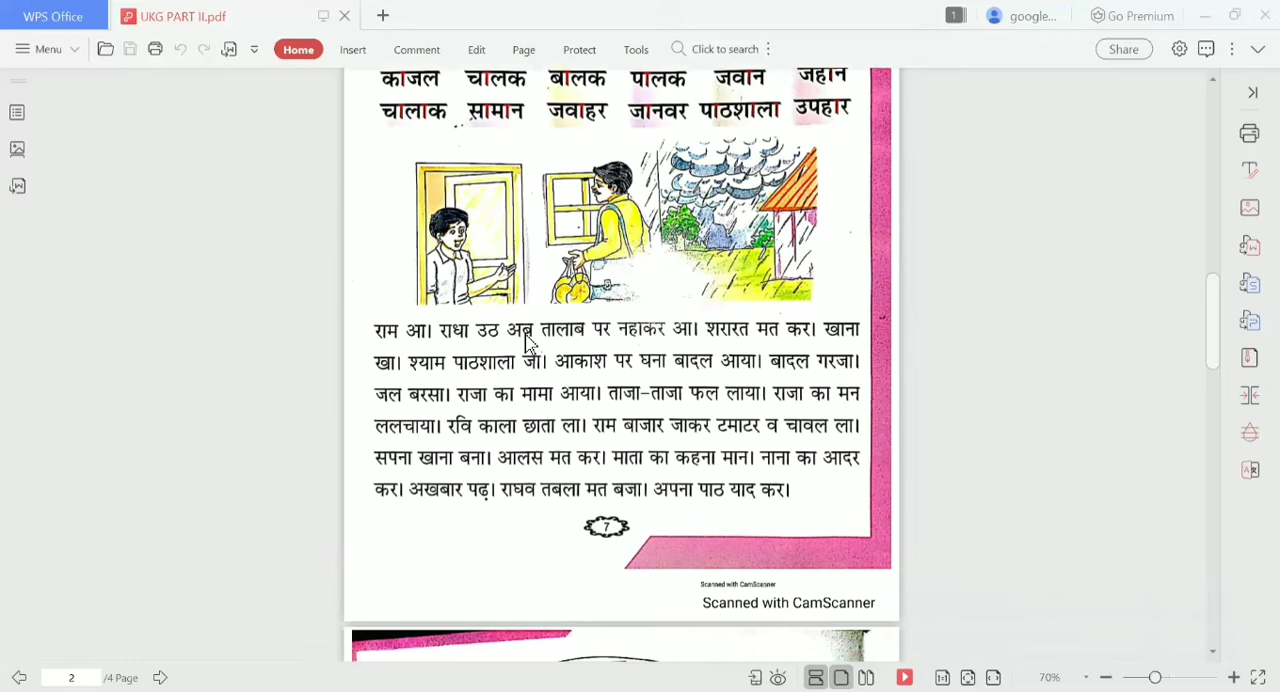 WPS Office
UKG PART II.pdf
1
google...
Go Premium
Menu
Home
Insert
Comment
Edit
Page
Protect
Tools
Click to search
Share
काजल चालक बालक पालक जवान जहान
चालाक सामान जवाहर जानवर पाठशाला उपहार
राम आ। राधा उठ अब तालाब पर नहाकर आ। शरारत मत कर। खाना
खा। श्याम पाठशाला जा। आकाश पर घना बादल आया। बादल गरजा।
जल बरसा। राजा का मामा आया। ताजा-ताजा फल लाया। राजा का मन
ललचाया। रवि काला छाता ला। राम बाजार जाकर टमाटर व चावल ला।
सपना खाना बना। आलस मत कर। माता का कहना मान। नाना का आदर
कर। अखबार पढ़। राघव तबला मत बजा। अपना पाठ याद कर।
7
Scanned with CamScanner
Scanned with CamScanner
2
/4 Page
70%